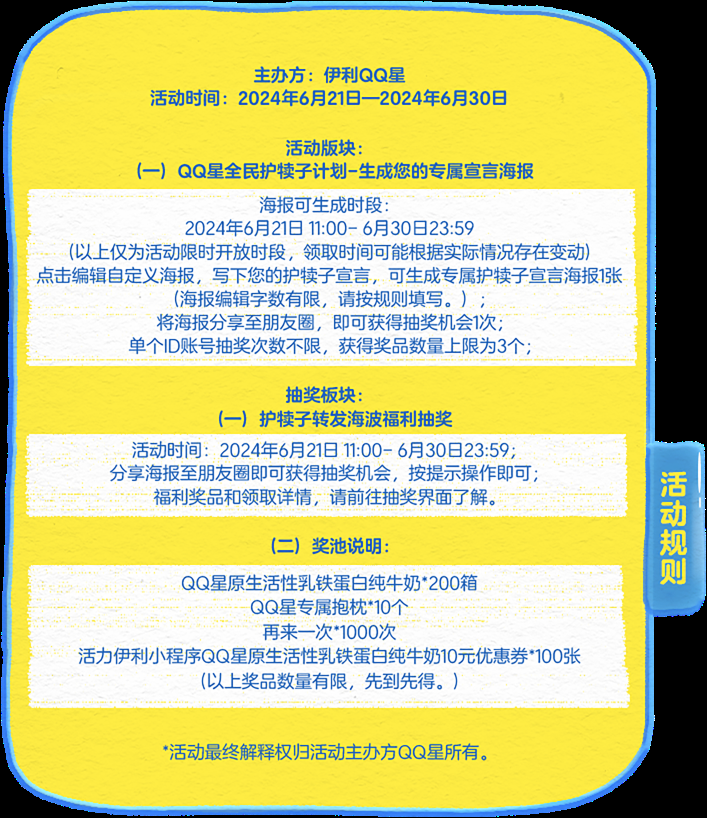 主办方：伊利QQ星
活动时间：2024年6月21日—2024年6月30日
活动版块：
（一）QQ星全民护犊子计划-生成您的专属宣言海报
海报可生成时段：
2024年6月21日 11:00- 6月30日23:59
（以上仅为活动限时开放时段，领取时间可能根据实际情况存在变动）
点击编辑自定义海报，写下您的护犊子宣言，可生成专属护犊子宣言海报1张
（海报编辑字数有限，请按规则填写。）；
将海报分享至朋友圈，即可获得抽奖机会1次；
单个ID账号抽奖次数不限，获得奖品数量上限为3个；
抽奖板块：
（一）护犊子转发海波福利抽奖
活动时间：2024年6月21日 11:00- 6月30日23:59；
分享海报至朋友圈即可获得抽奖机会，按提示操作即可；
福利奖品和领取详情，请前往抽奖界面了解。
（二）奖池说明：
QQ星原生活性乳铁蛋白纯牛奶*200箱
QQ星专属抱枕*10个
再来一次*1000次
活力伊利小程序QQ星原生活性乳铁蛋白纯牛奶10元优惠券*100张
（以上奖品数量有限，先到先得。）
*活动最终解释权归活动主办方QQ星所有。
活动规则